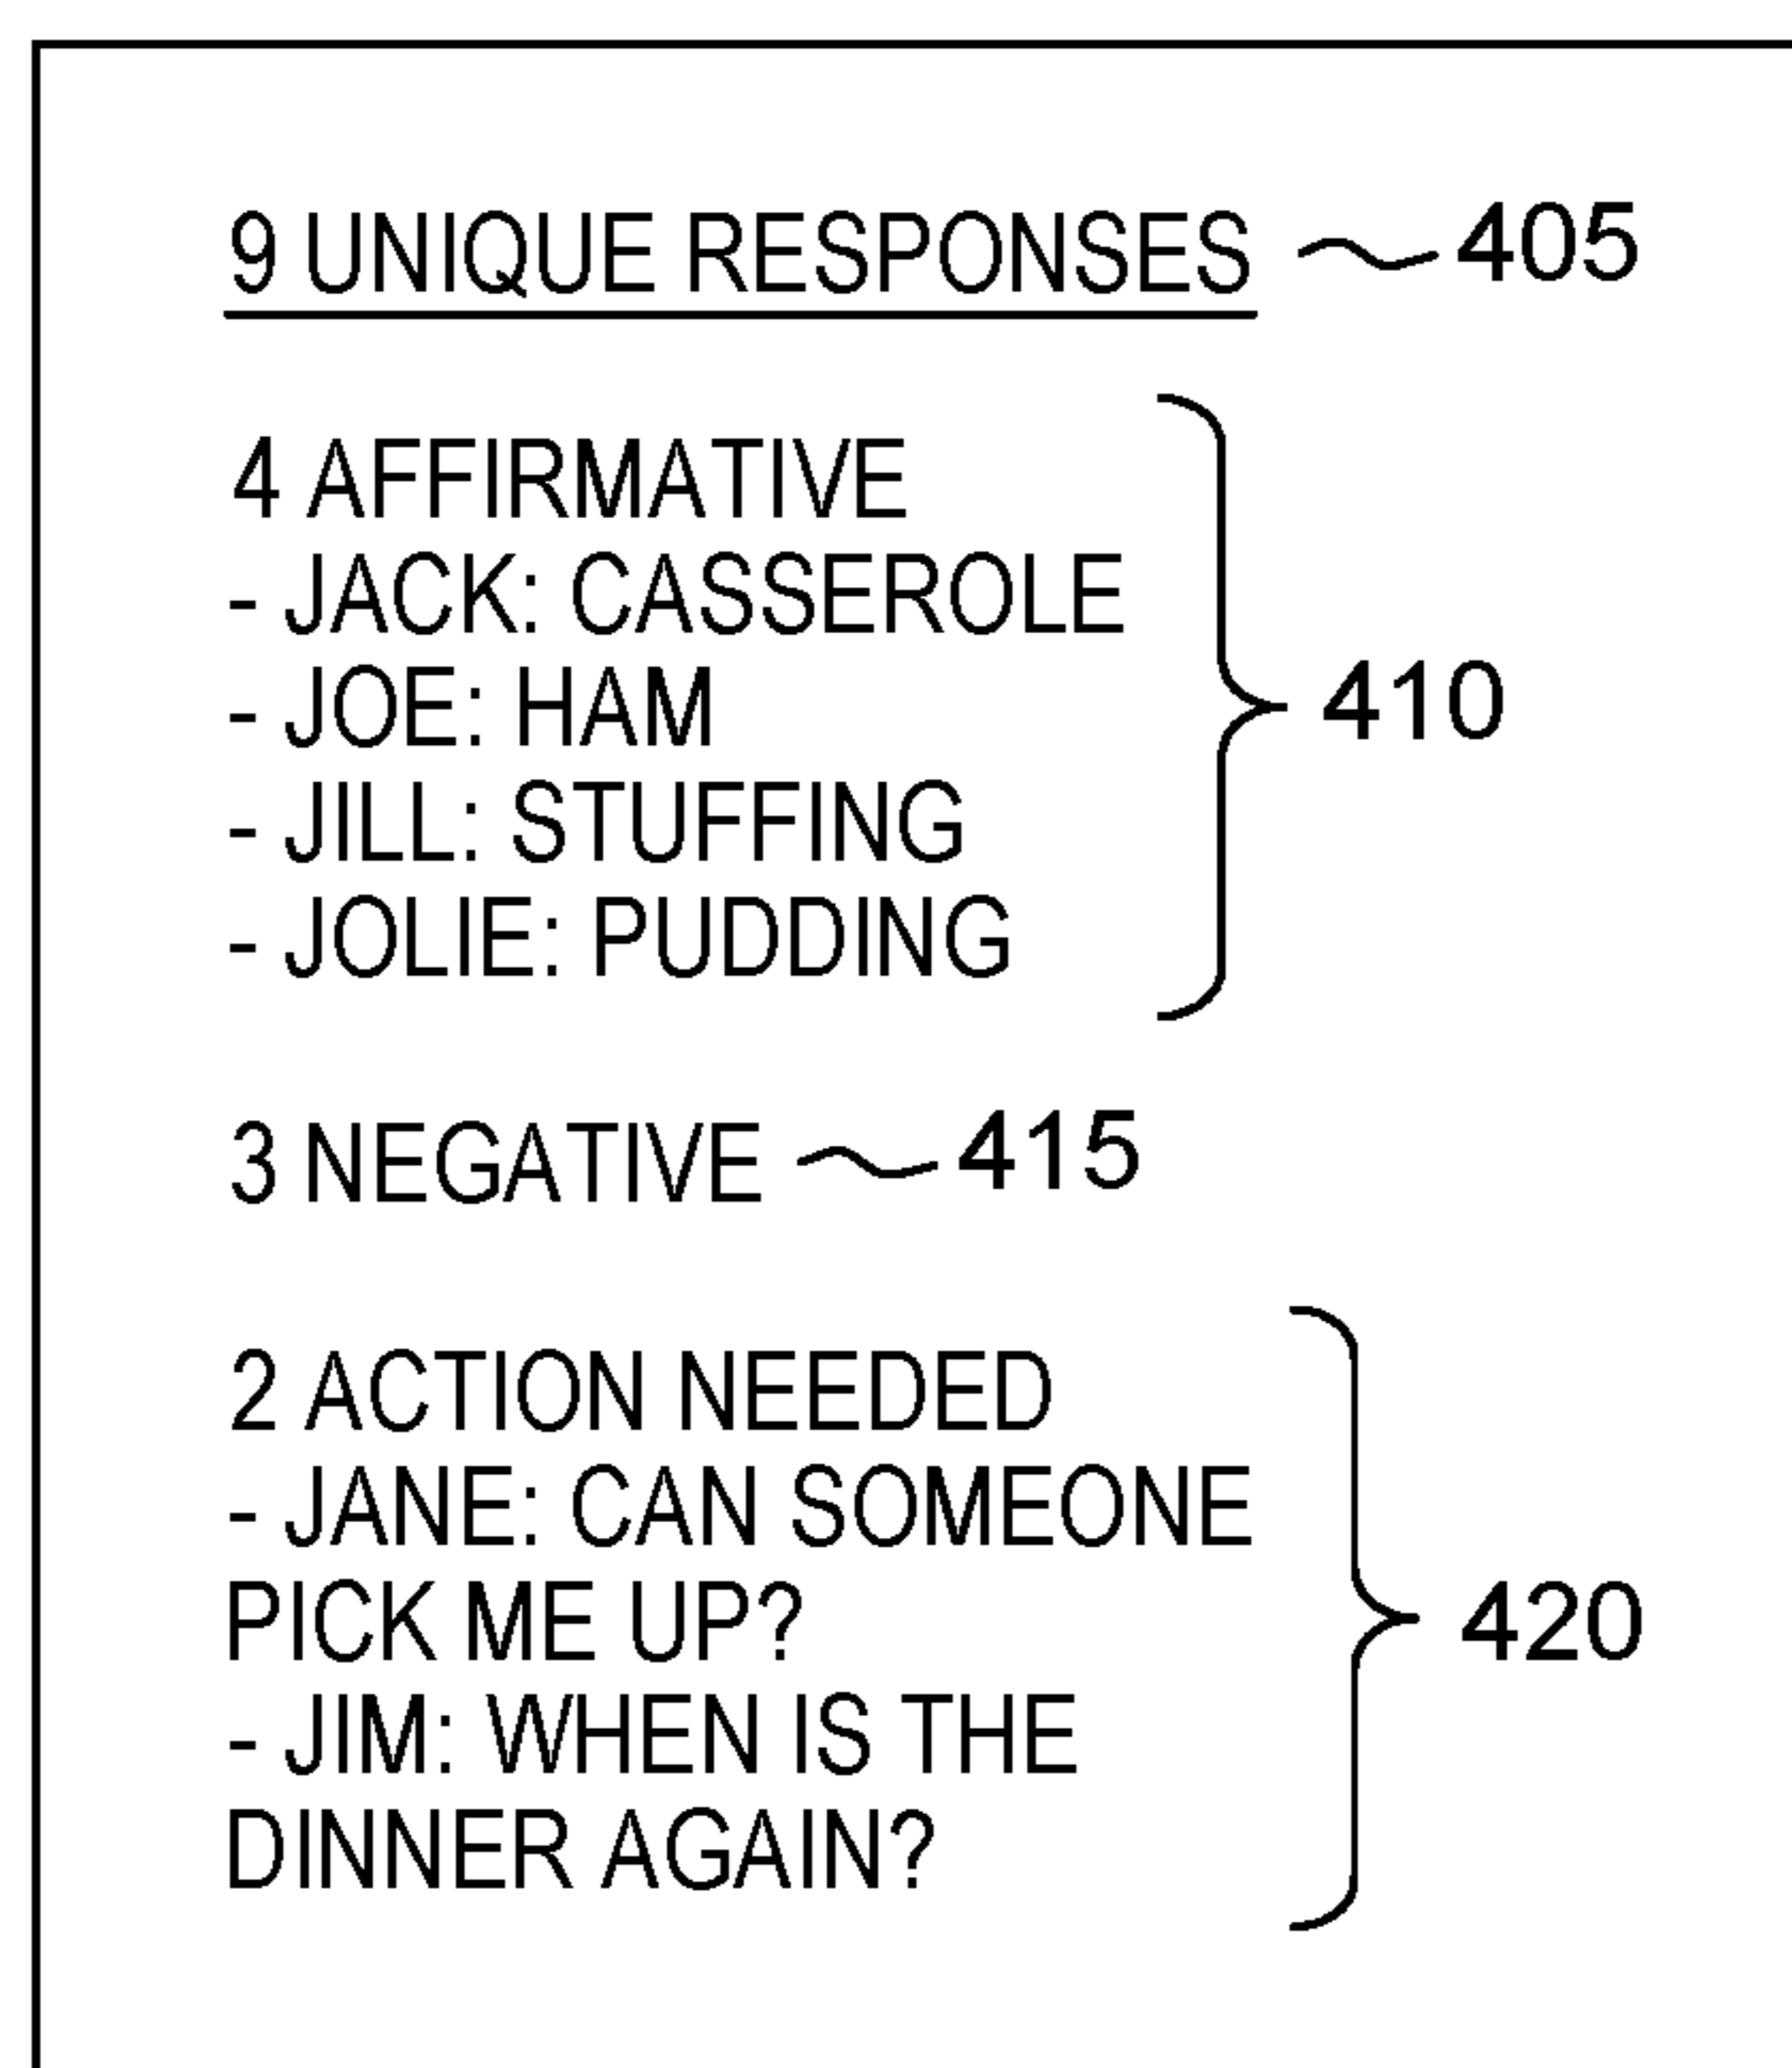 9 UNIQUE RESPONSES 405
4 AFFIRMATIVE
- JACK: CASSEROLE
- JOE: HAM
410
- JILL: STUFFING
- JOLIE: PUDDING
3 NEGATIVE 415
2 ACTION NEEDED
- JANE: CAN SOMEONE
PICK ME UP?
420
- JIM: WHEN IS THE
DINNER AGAIN?